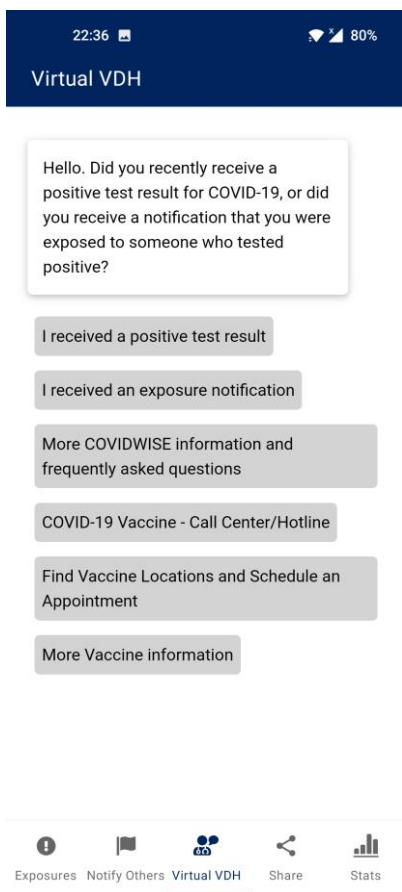 22:36 80%
Virtual VDH
Hello. Did you recently receive a
positive test result for COVID-19, or did
you receive a notification that you were
exposed to someone who tested
positive?
I received a positive test result
I received an exposure notification
More COVIDWISE information and
frequently asked questions
COVID-19 Vaccine - Call Center/Hotline
Find Vaccine Locations and Schedule an
Appointment
More Vaccine information
Exposures Notify Others Virtual VDH Share Stats